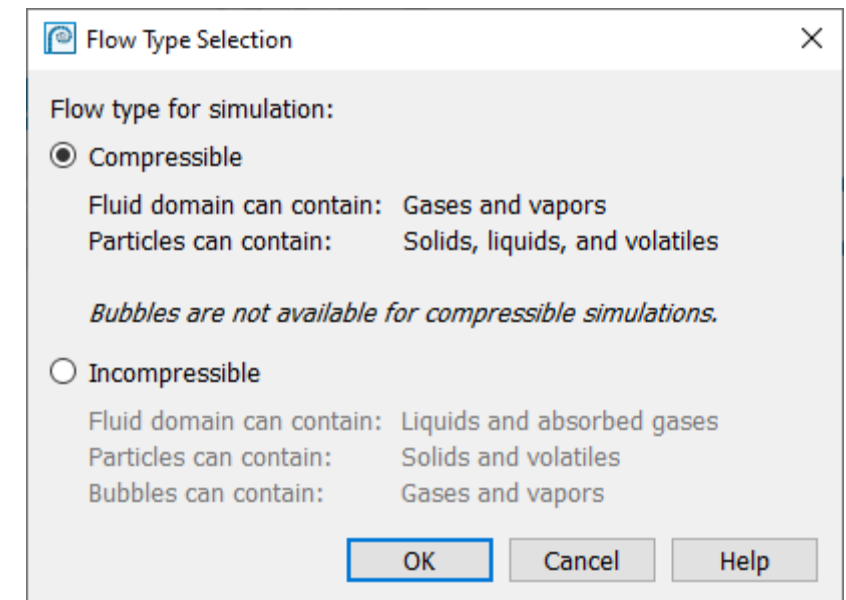 Flow Type Selection
Flow type for simulation:
Compressible
Fluid domain can contain: Gases and vapors
Particles can contain: Solids, liquids, and volatiles
Bubbles are not available for compressible simulations.
Incompressible
Fluid domain can contain: Liquids and absorbed gases
Particles can contain: Solids and volatiles
Bubbles can contain: Gases and vapors
OK Cancel Help